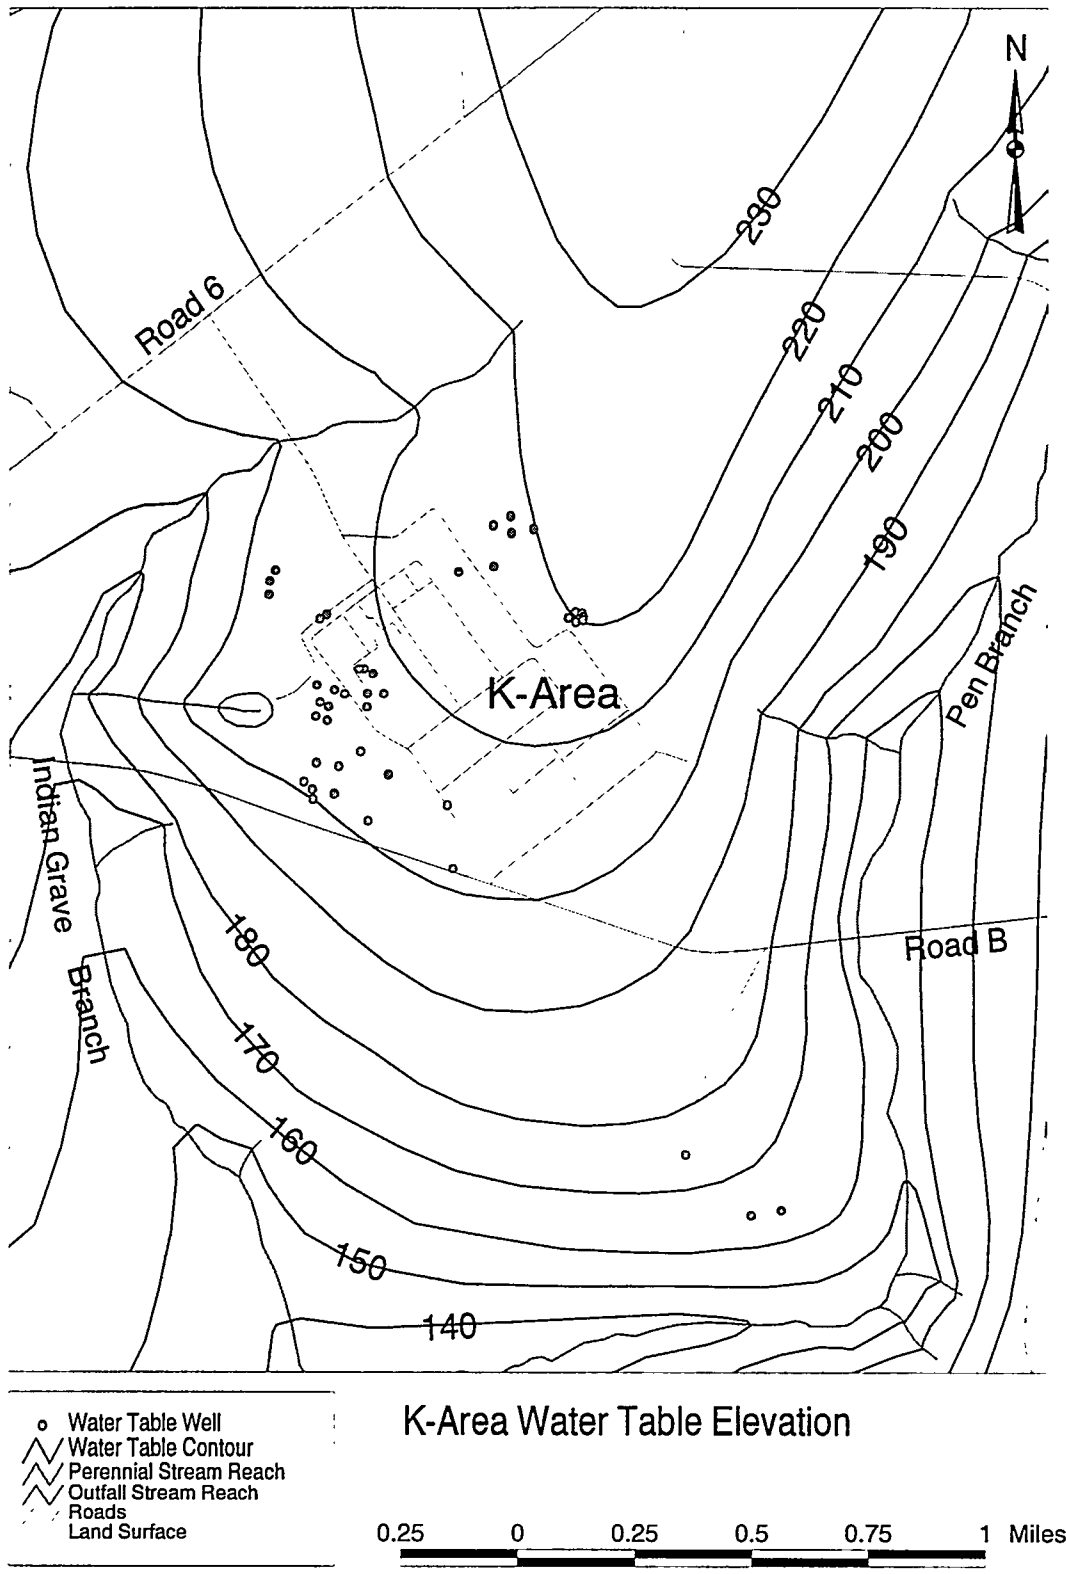 N
230
Road 6
220
210
200
190
Pen Branch
K-Area
Indian Grave
Branch
180
Road B
170
160
150
140
K-Area Water Table Elevation
Water Table Well
Water Table Contour
Perennial Stream Reach
Outfall Stream Reach
Roads
Land Surface
0.25 0 0.25 0.5 0.75 1 Miles